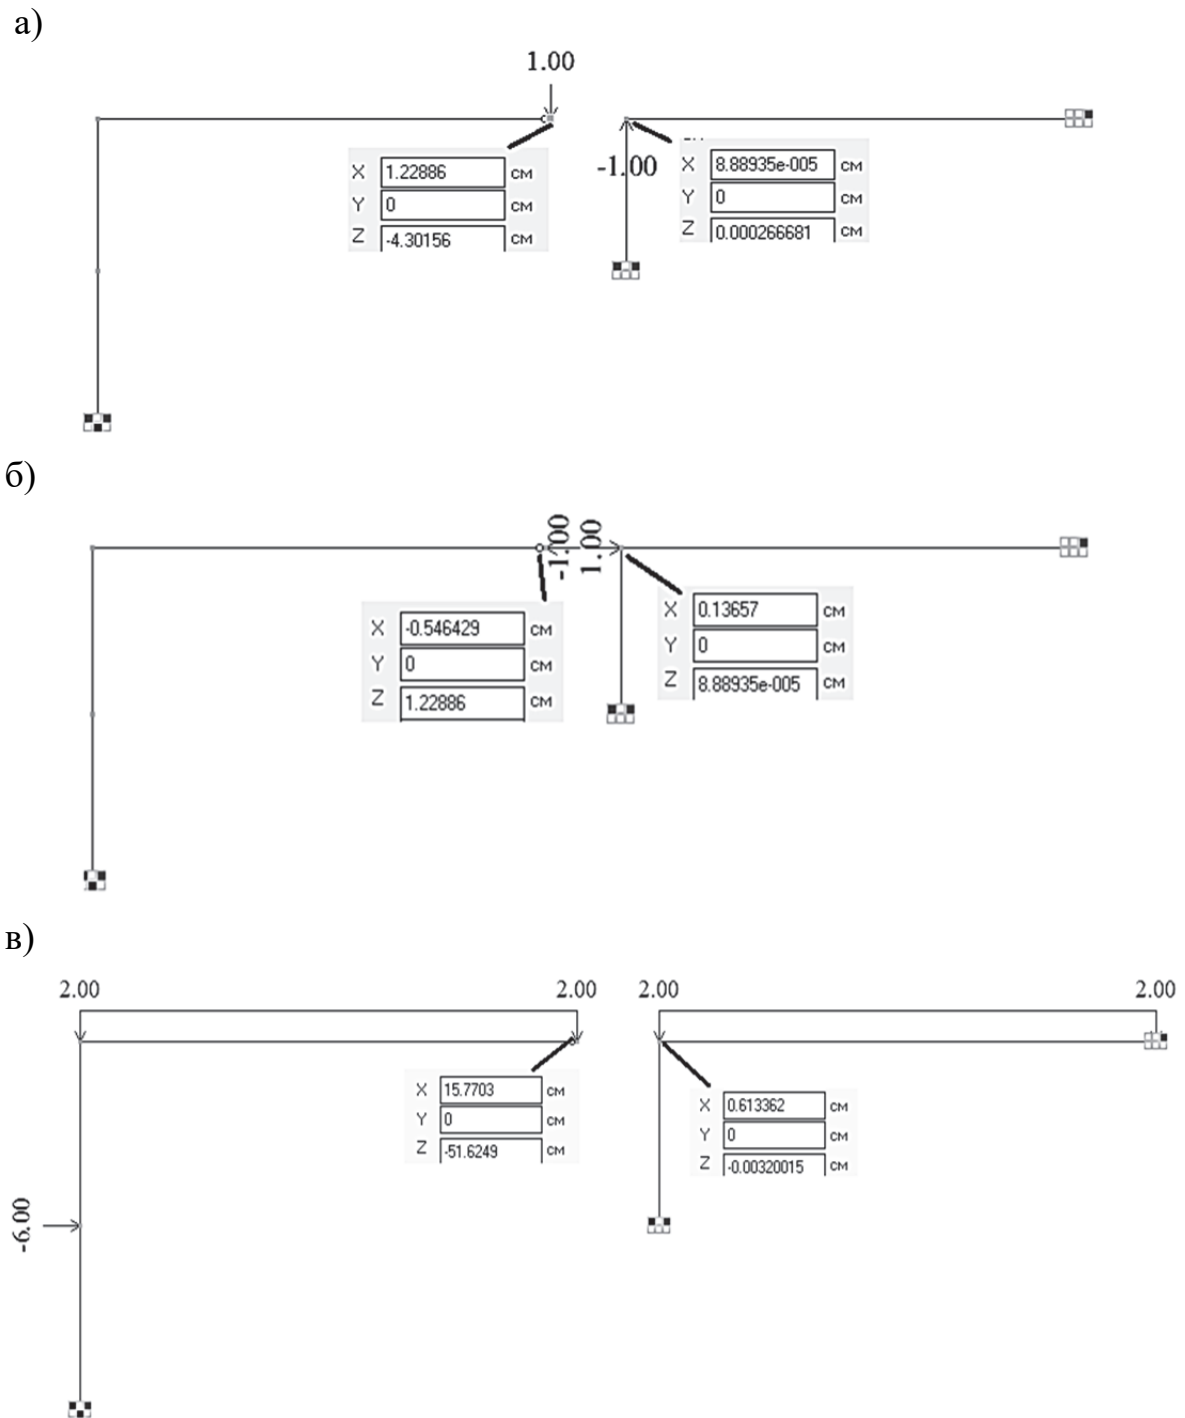 а)
1.00
X 1.22886 см
Y 0 см
Z -4.30156 см
-1.00
X 8.88935e-005 см
Y 0 см
Z 0.000266681 см
б)
-1.00
1.00
X -0.546429 см
Y 0 см
Z 1.22886 см
X 0.13657 см
Y 0 см
Z 8.88935e-005 см
в)
2.00 2.00 2.00 2.00
X 15.7703 см
Y 0 см
Z -51.6249 см
X 0.613362 см
Y 0 см
Z -0.00320015 см
-6.00